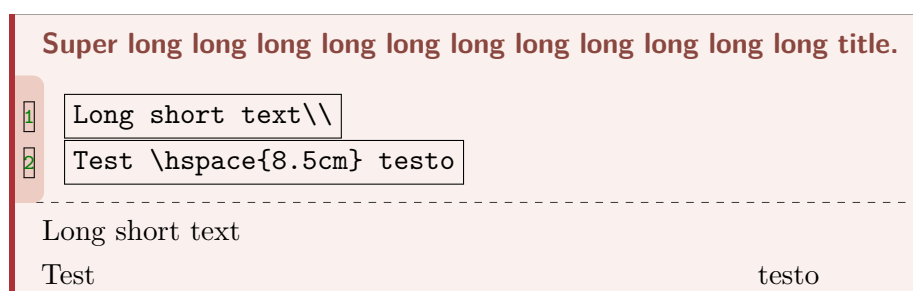 Super long long long long long long long long long long long title.
1 Long short text\\
2 Test \hspace{8.5cm} testo
Long short text
Test testo